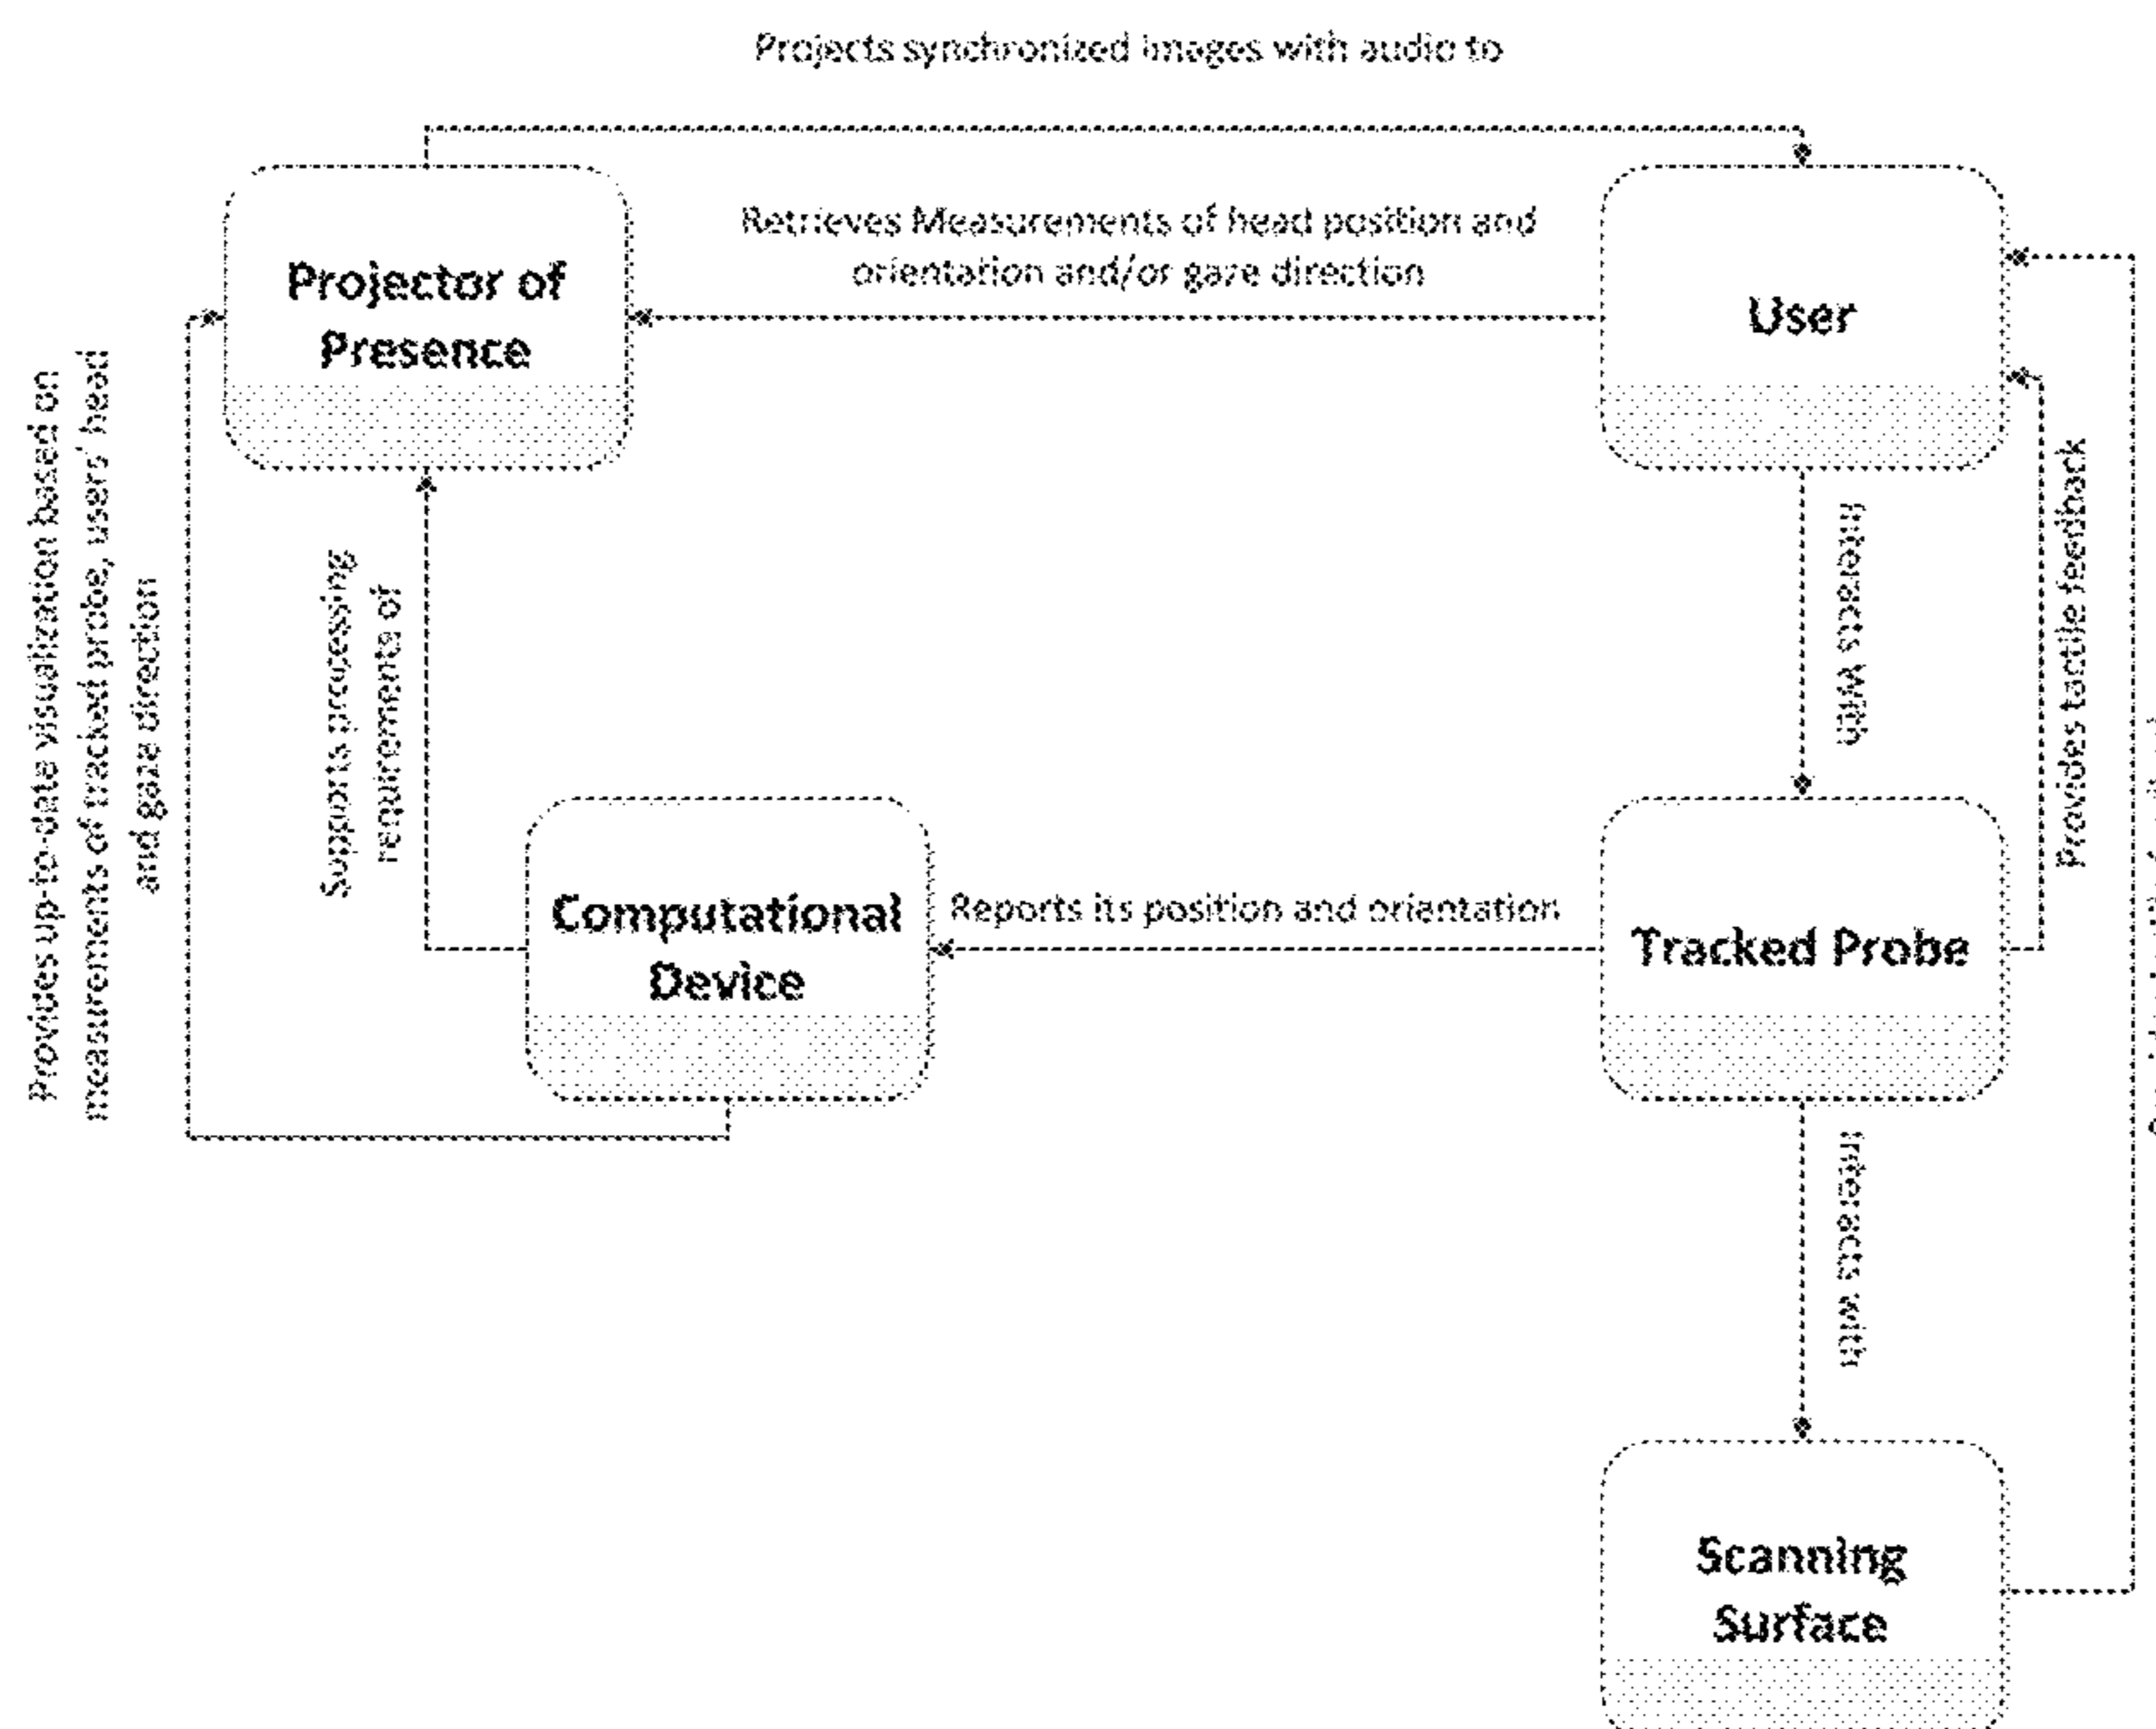 Projects synchronized images with audio to
Retrieves Measurements of head position and
orientation and/or gaze direction
Projector of
Presence
User
Provides up-to-date visualization based on
measurements of tracked probe, users' head
and gaze direction
Supports processing
requirements of
Interacts With
Provides tactile feedback
Computational
Device
Reports its position and orientation
Tracked Probe
Interacts with
Scanning
Surface